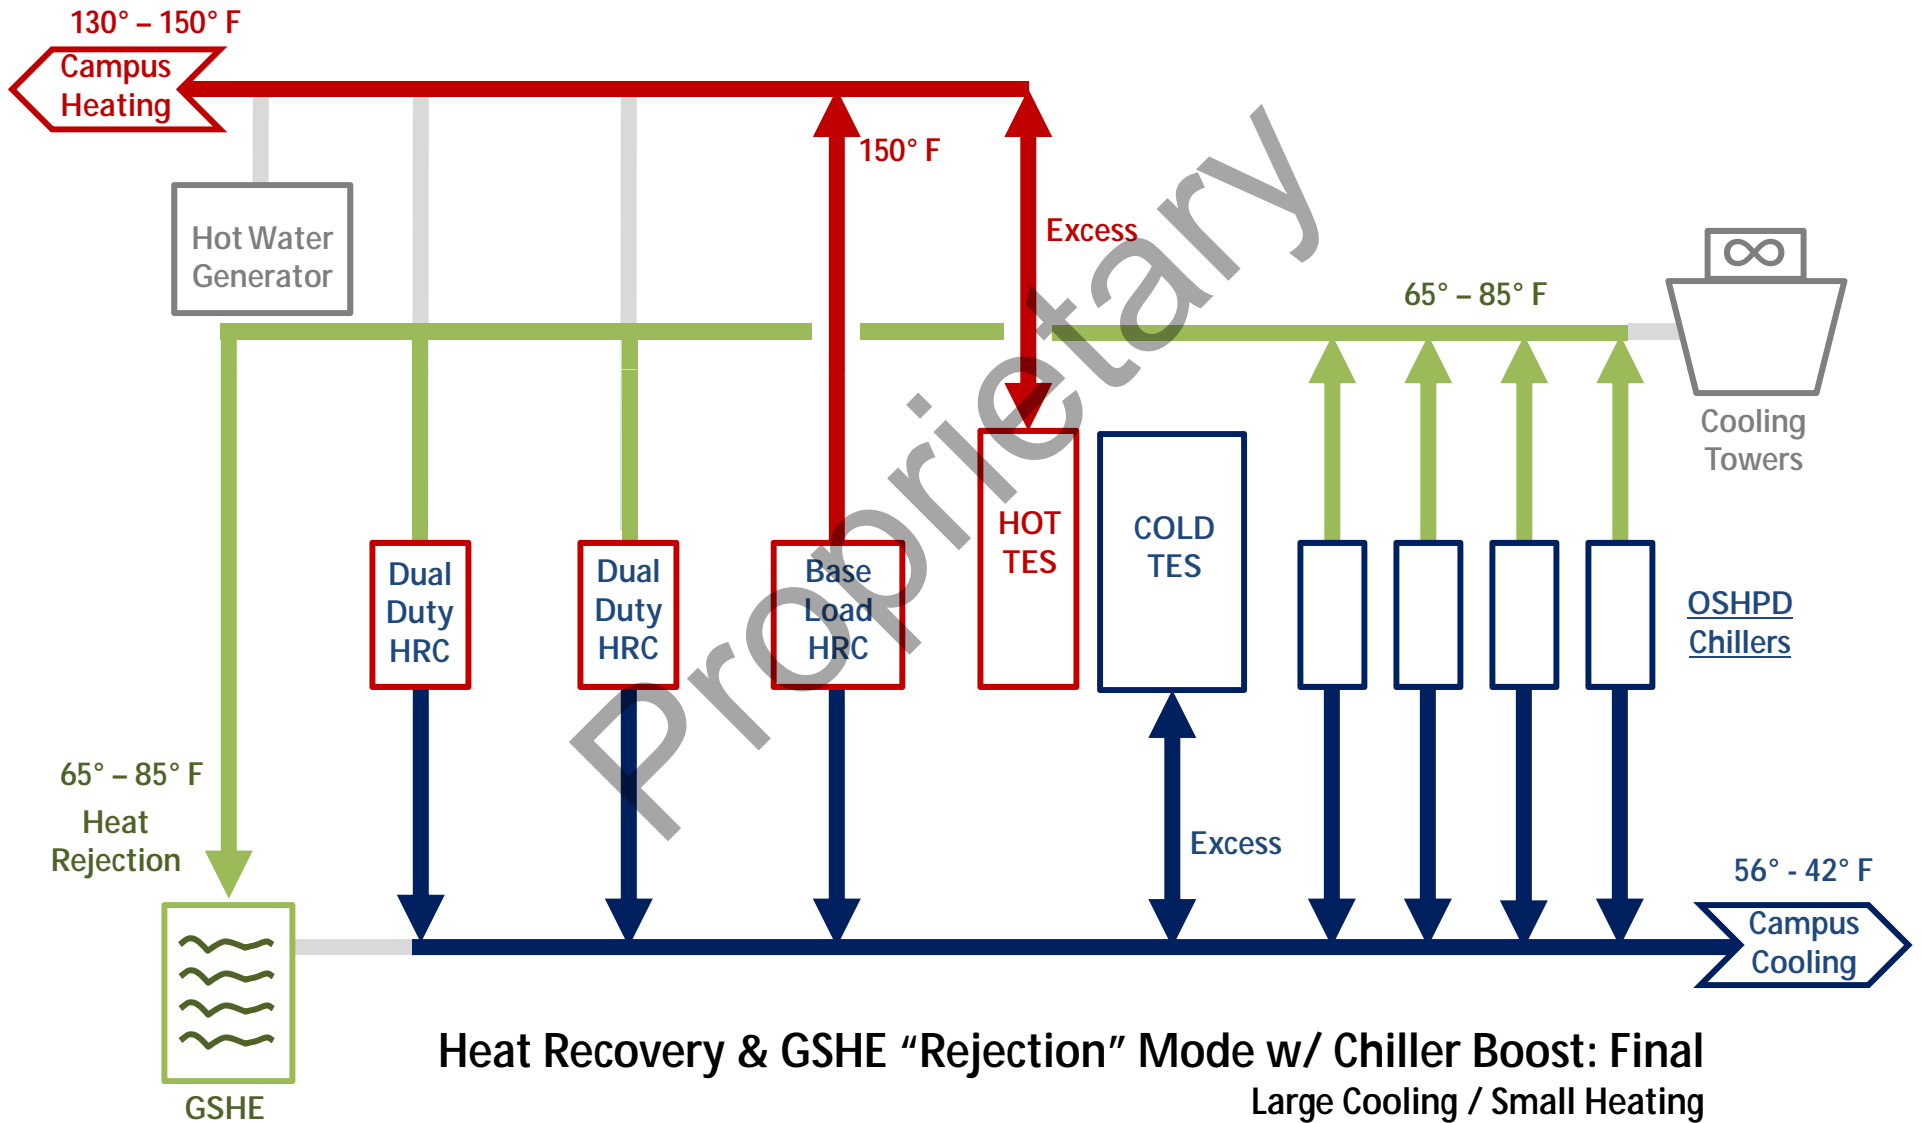 130° – 150° F
Campus
Heating
150° F
Hot Water
Generator
Excess
65° – 85° F
Cooling
Towers
HOT
TES
COLD
TES
Dual
Duty
HRC
Dual
Duty
HRC
Base
Load
HRC
OSHPD
Chillers
Proprietary
65° – 85° F
Heat
Rejection
Excess
56° - 42° F
Campus
Cooling
GSHE
Heat Recovery & GSHE “Rejection” Mode w/ Chiller Boost: Final
Large Cooling / Small Heating